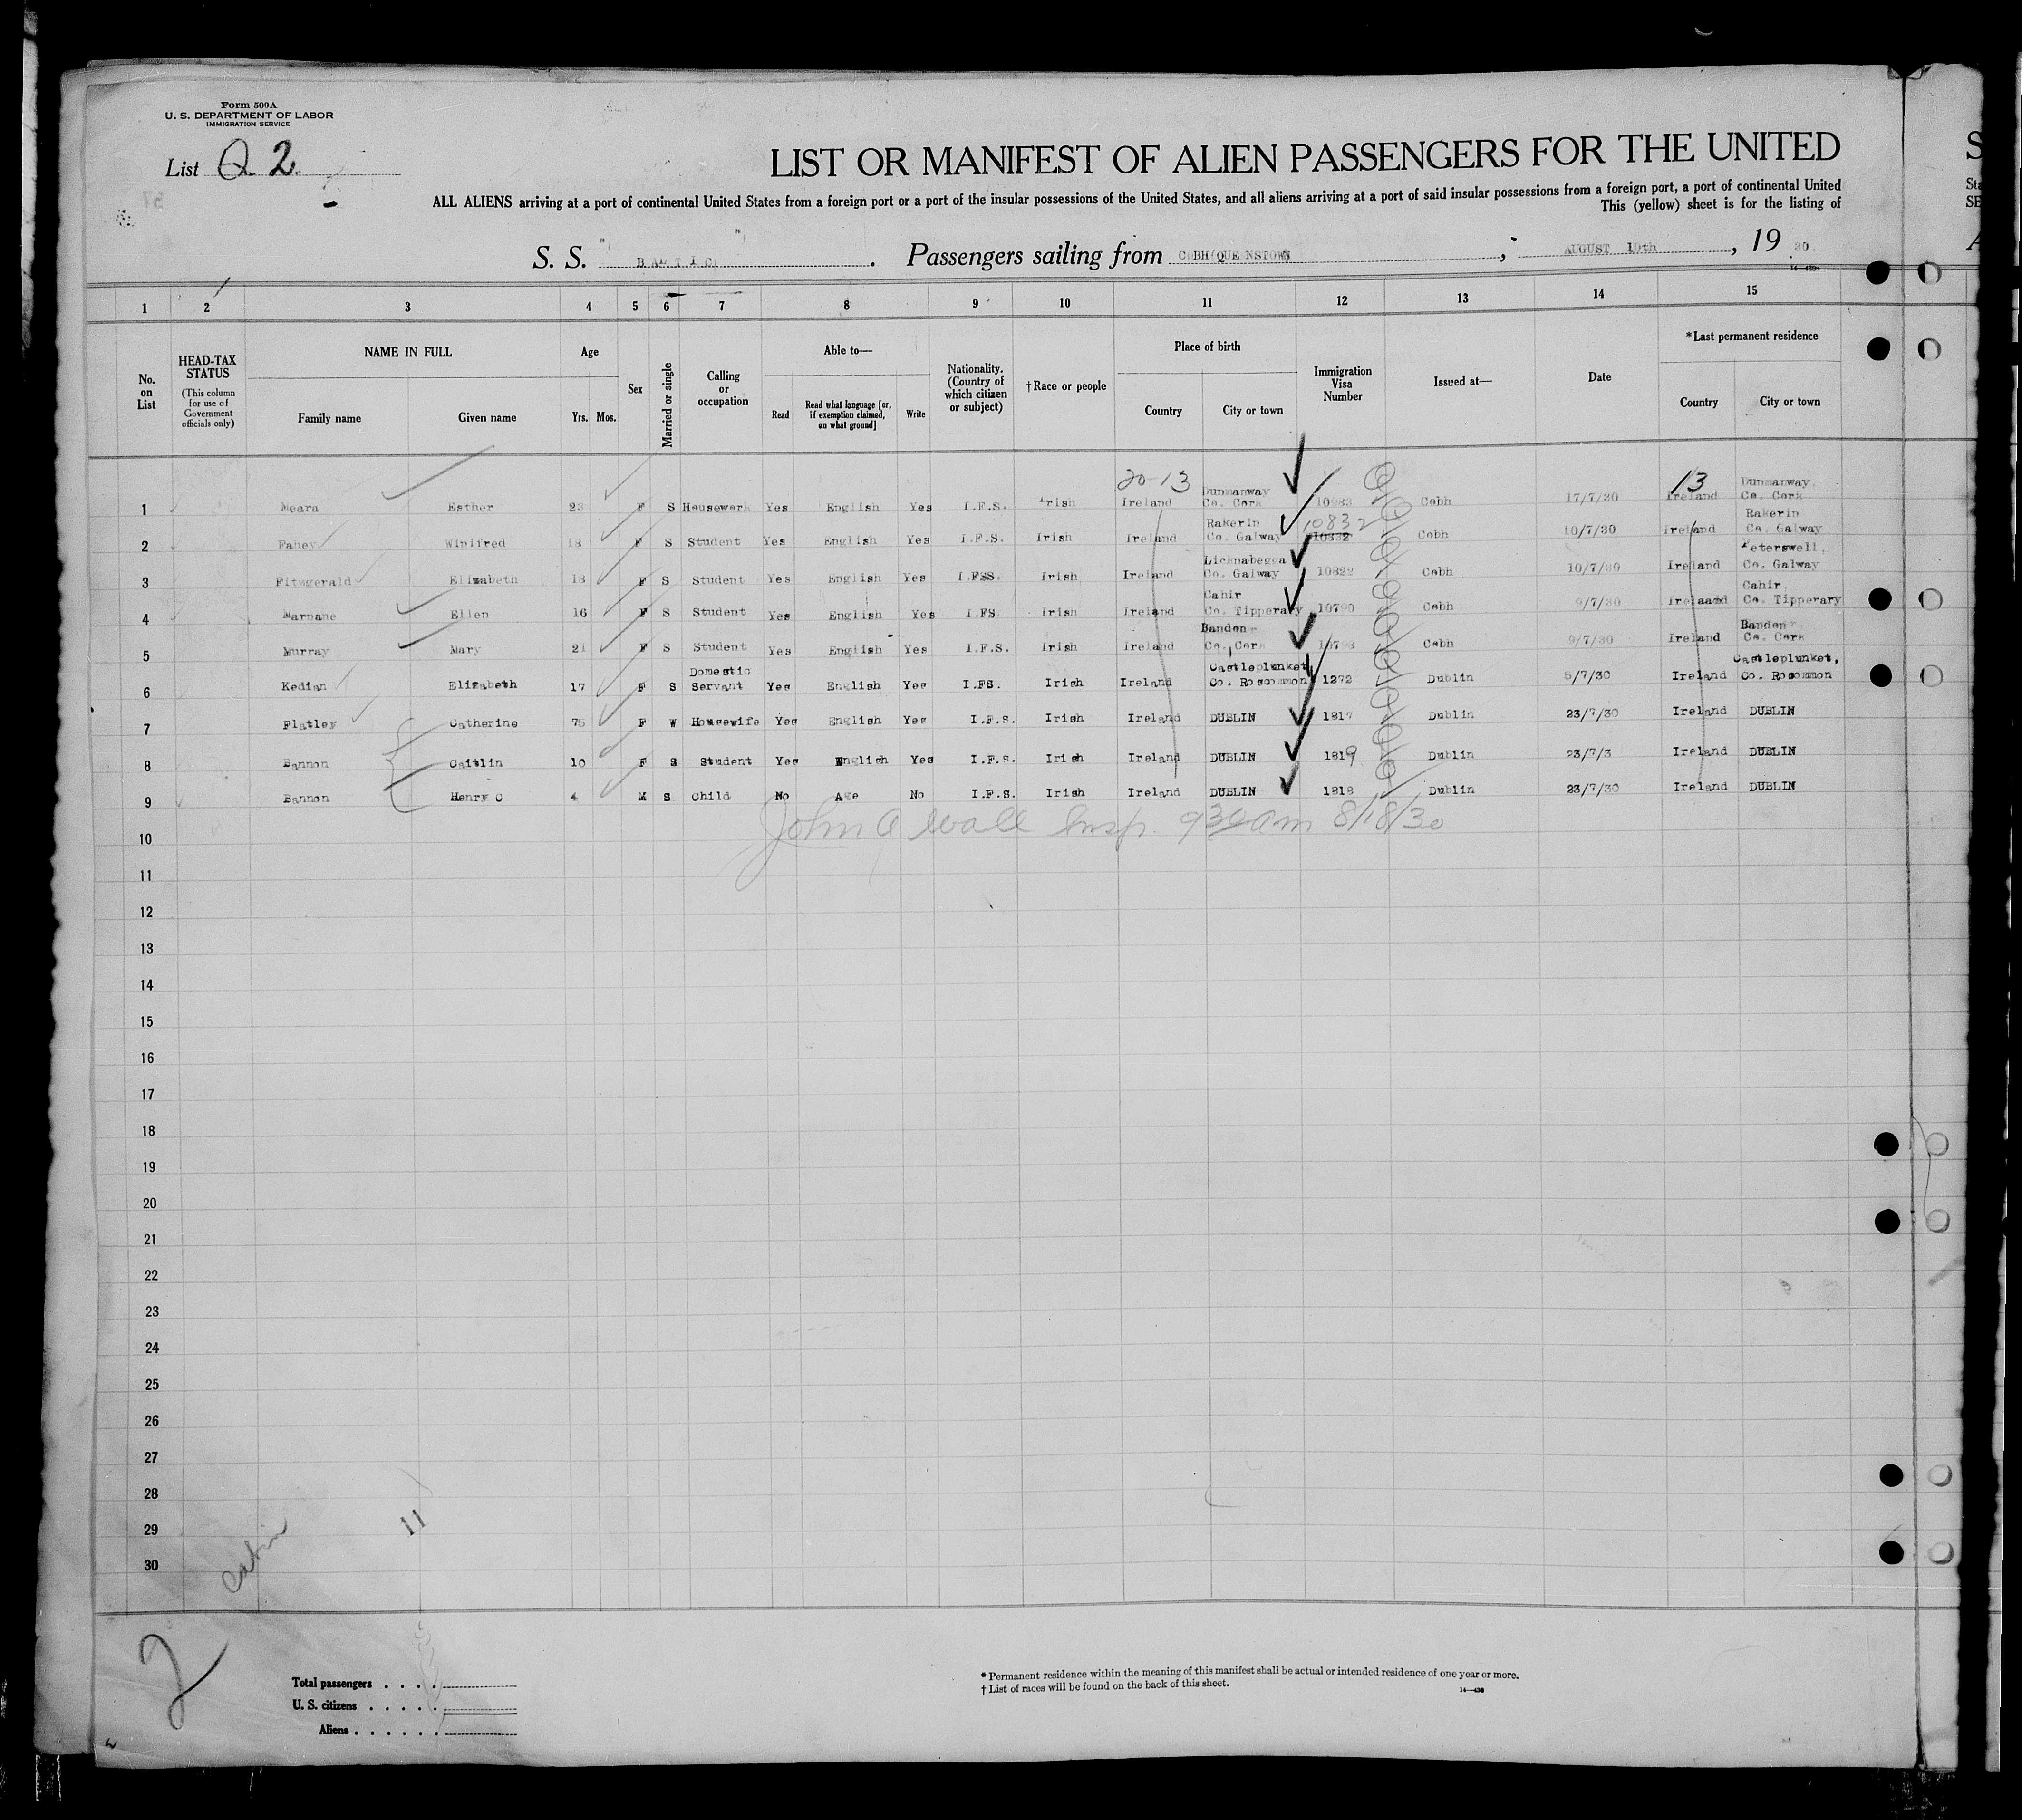 Form 500A
U. S. DEPARTMENT OF LABOR
IMMIGRATION SERVICE
List Q 2.
LIST OR MANIFEST OF ALIEN PASSENGERS FOR THE UNITED
ALL ALIENS arriving at a port of continental United States from a foreign port or a port of the insular possessions of the United States, and all aliens arriving at a port of said insular possessions from a foreign port, a port of continental United
This (yellow) sheet is for the listing of
S. S. "BALTIC". Passengers sailing from COBH(QUE NSTOWN, AUGUST 10th, 19 30.
1 2 3 4 5 6 7 8 9 10 11 12 13 14 15
No. on List
HEAD-TAX STATUS (This column for use of Government officials only)
NAME IN FULL Family name Given name
Age Yrs. Mos.
Sex
Married or single
Calling or occupation
Able to— Read Read what language [or, if exemption claimed, on what ground] Write
Nationality. (Country of which citizen or subject)
†Race or people
Place of birth Country City or town
Immigration Visa Number
Issued at—
Date
*Last permanent residence Country City or town
20-13 13
1 Meara Esther 23 F S Housework Yes English Yes I.F.S. Irish Ireland Dunmanway Co. Cork 10983 Cobh 17/7/30 Ireland Dunmanway, Co. Cork
2 Fahey Winifred 18 F S Student Yes English Yes I.F.S. Irish Ireland Rakerin Co. Galway 10832 10832 Cobh 10/7/30 Ireland Rakerin Co. Galway
3 Fitzgerald Elizabeth 18 F S Student Yes English Yes I.FSS. Irish Ireland Licknabegea Co. Galway 10822 Cobh 10/7/30 Ireland Peterswell, Co. Galway
4 Marnane Ellen 16 F S Student Yes English Yes I.FS. Irish Ireland Cahir Co. Tipperary 10790 Cobh 9/7/30 Irelaand Cahir Co. Tipperary
5 Murray Mary 21 F S Student Yes English Yes I.F.S. Irish Ireland Bandon Co. Cork Cobh 9/7/30 Ireland Bandon Co. Cork
6 Kedian Elizabeth 17 F S Domestic Servant Yes English Yes I.FS. Irish Ireland Castleplunket, Co. Roscommon 1272 Dublin 5/7/30 Ireland Castleplunket, Co. Roscommon
7 Flatley Catherine 75 F W Housewife Yes English Yes I.F.S. Irish Ireland DUBLIN 1817 Dublin 23/7/30 Ireland DUBLIN
8 Bannon Caitlin 10 F S Student Yes English Yes I.F.S. Irish Ireland DUBLIN 1819 Dublin 23/7/3 Ireland DUBLIN
9 Bannon Henry C 4 M S Child No Age No I.F.S. Irish Ireland DUBLIN 1818 Dublin 23/7/30 Ireland DUBLIN
John A Wall Insp. 930am 8/18/30
10
11
12
13
14
15
16
17
18
19
20
21
22
23
24
25
26
27
28
29
30
Cabin 11
2
Total passengers . . . .
U. S. citizens . . . . .
Aliens . . . . . .
* Permanent residence within the meaning of this manifest shall be actual or intended residence of one year or more.
† List of races will be found on the back of this sheet.